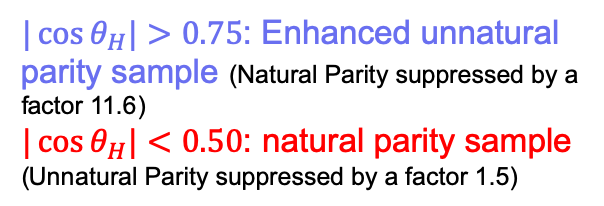 |cos θ_H| > 0.75: Enhanced unnatural
parity sample (Natural Parity suppressed by a
factor 11.6)
|cos θ_H| < 0.50: natural parity sample
(Unnatural Parity suppressed by a factor 1.5)